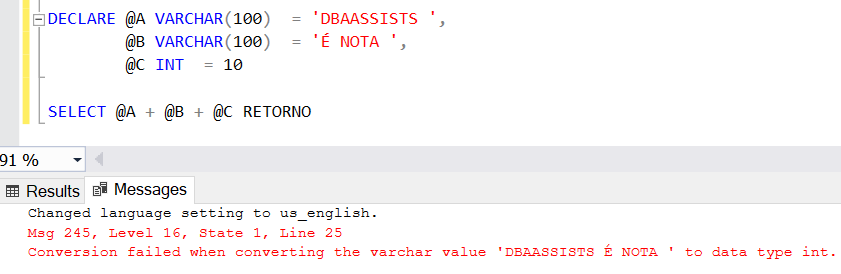 DECLARE @A VARCHAR(100) = 'DBAASSISTS ',
@B VARCHAR(100) = 'É NOTA ',
@C INT = 10
SELECT @A + @B + @C RETORNO
91 %
Results Messages
Changed language setting to us_english.
Msg 245, Level 16, State 1, Line 25
Conversion failed when converting the varchar value 'DBAASSISTS É NOTA ' to data type int.